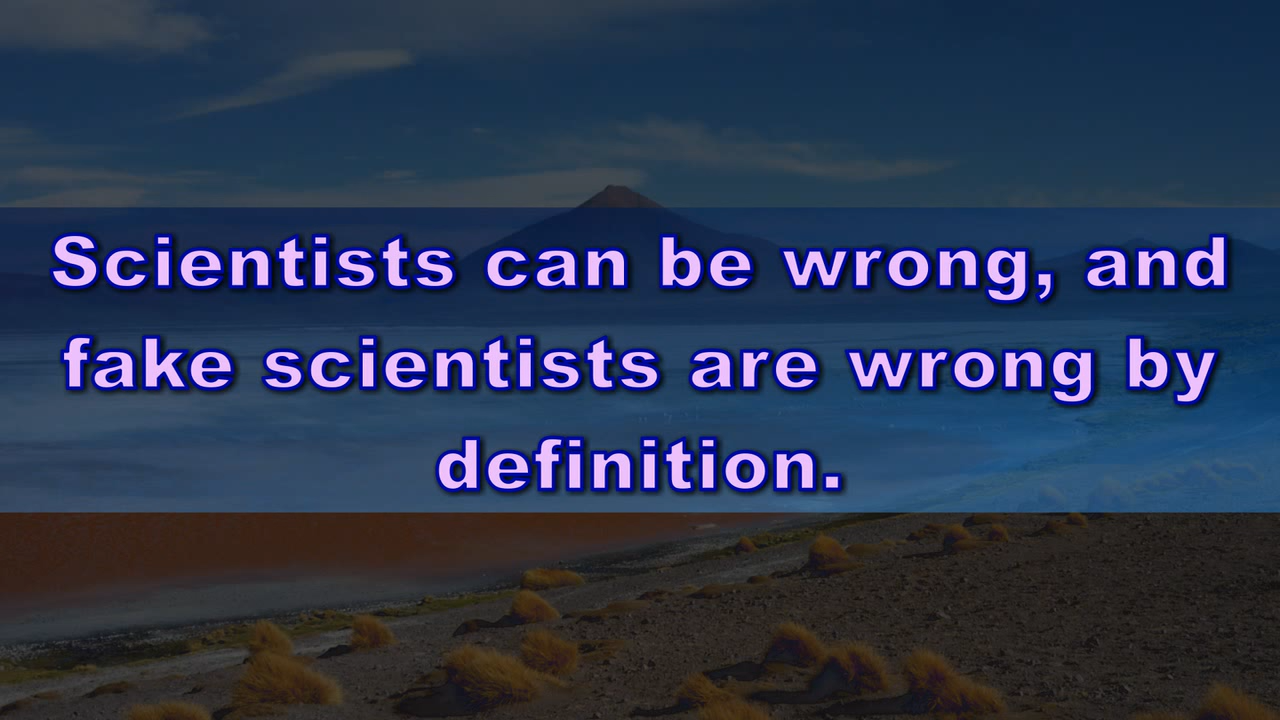 Scientists can be wrong, and
fake scientists are wrong by
definition.